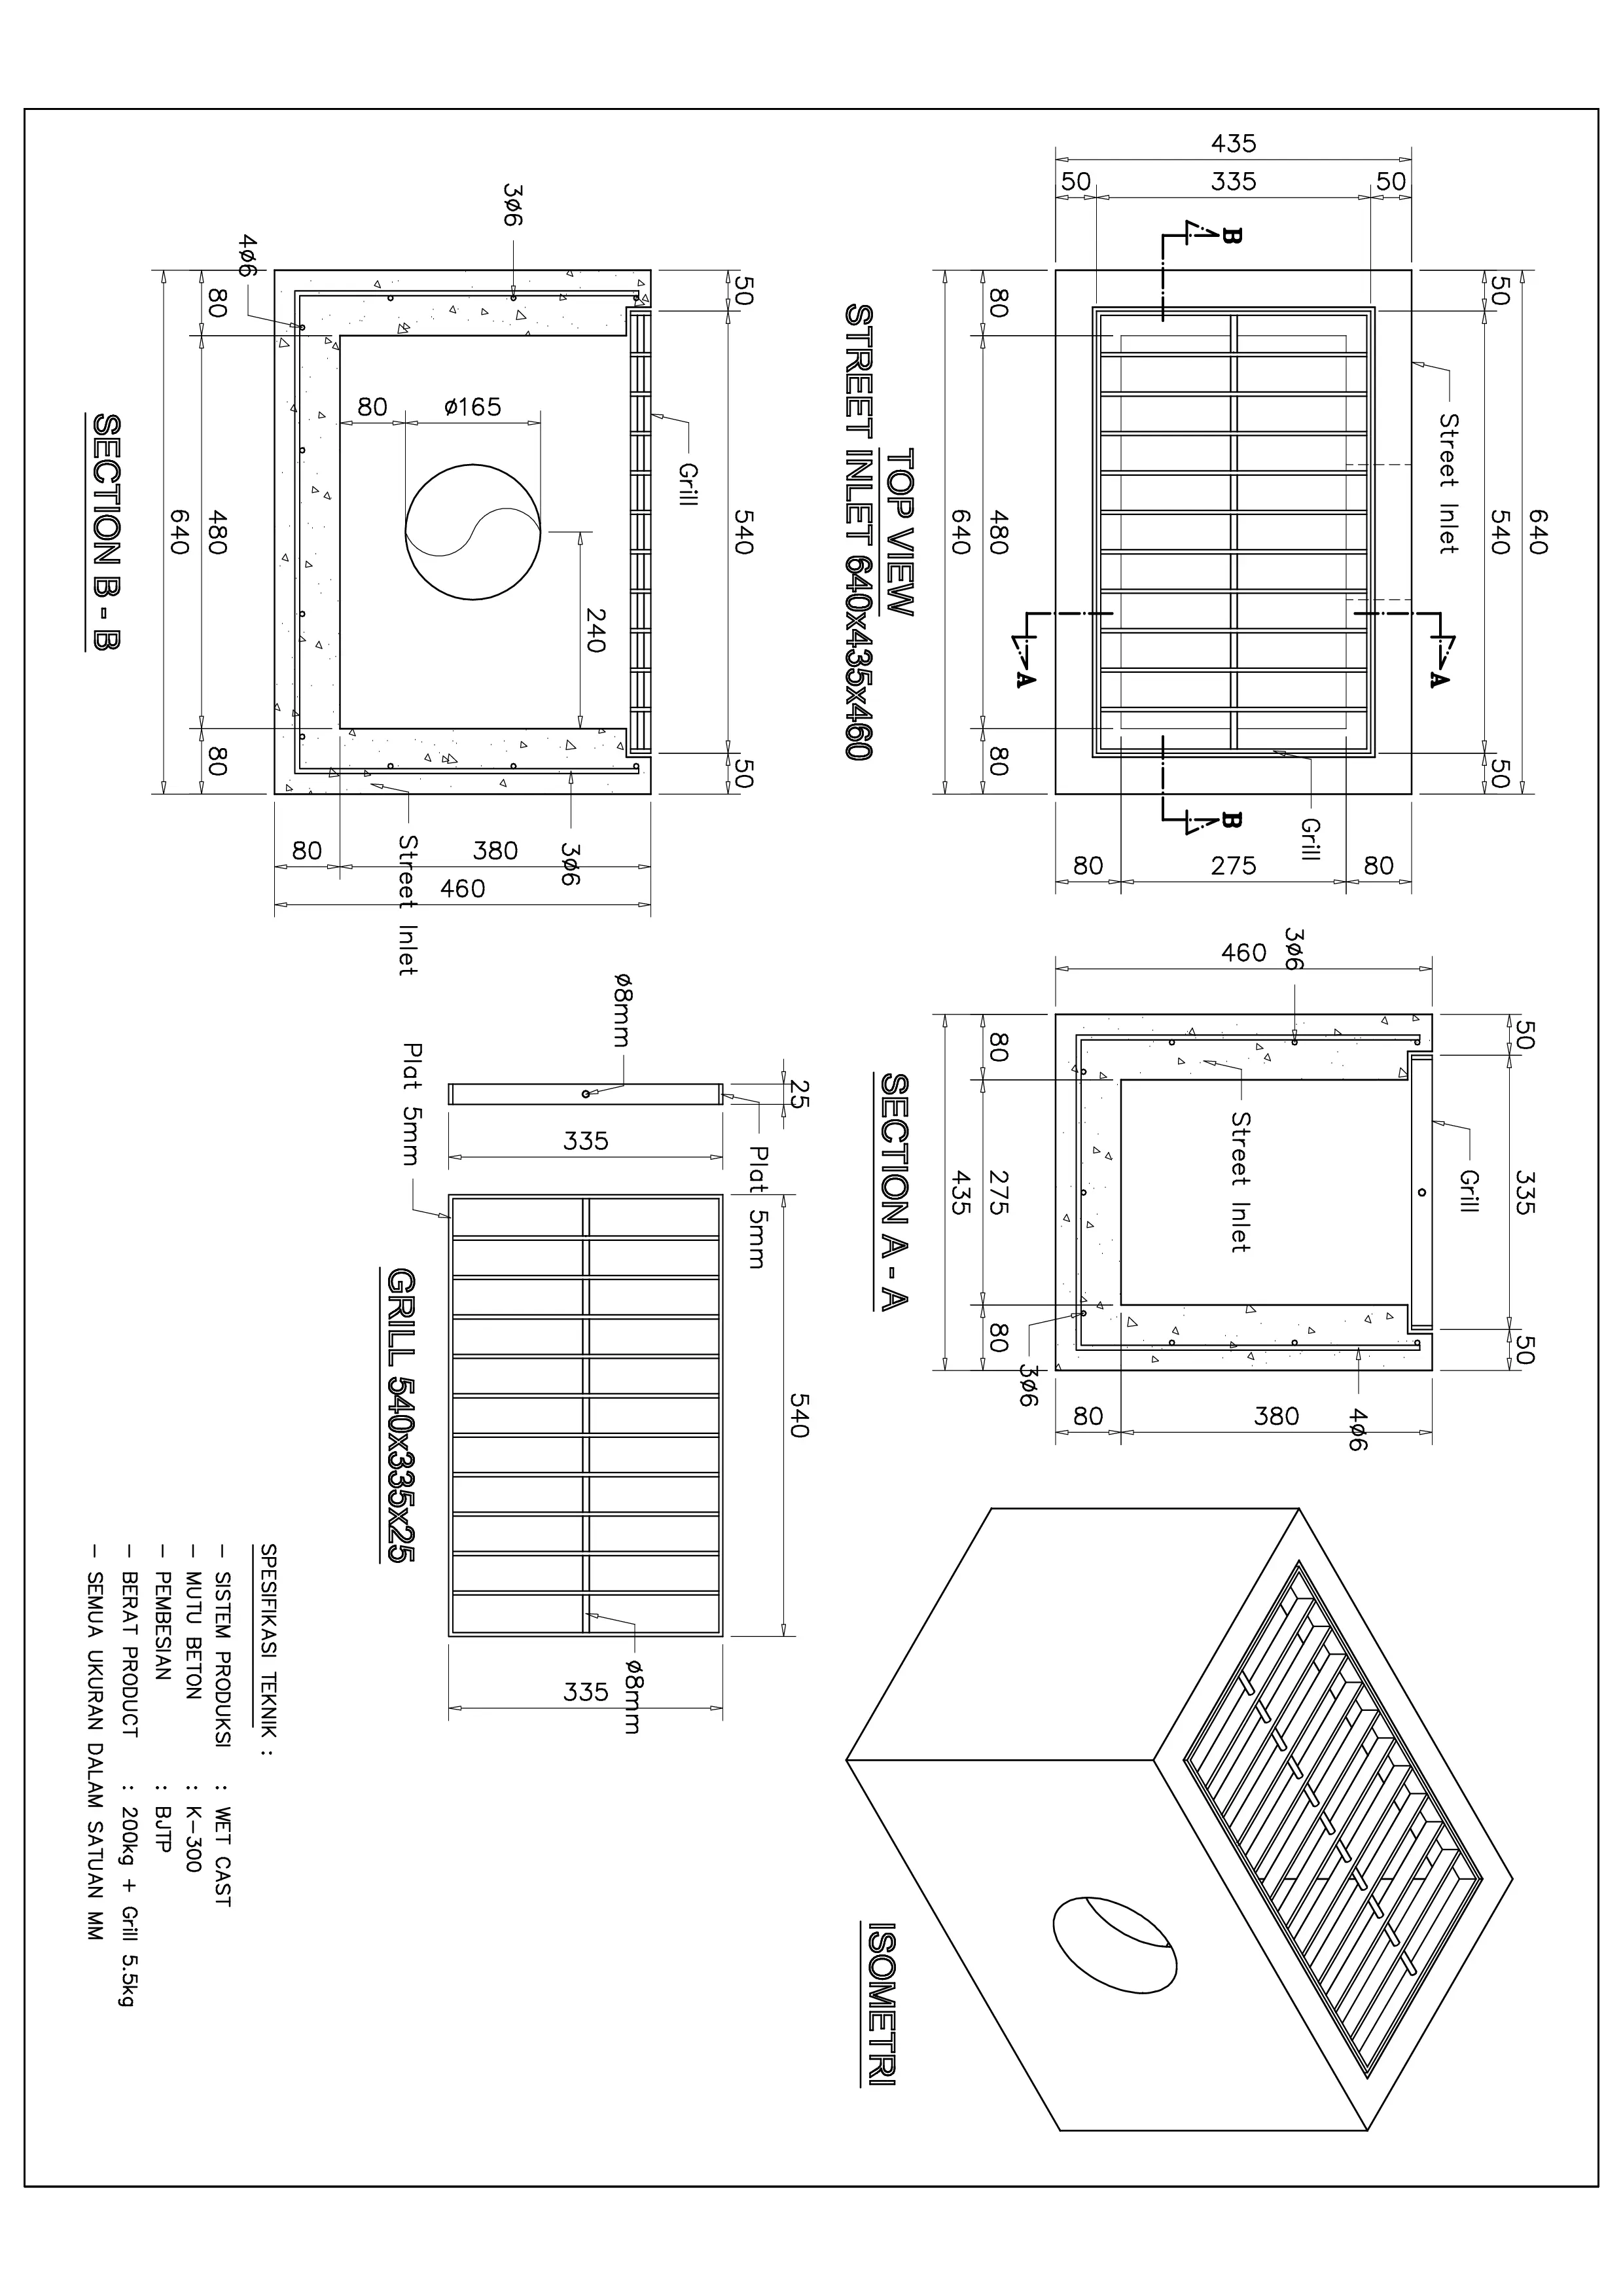 640
50 540 50
Street Inlet
435
50 335 50
B B
A A
Grill
80 275 80
80 480 80
640
TOP VIEW
STREET INLET 640x435x460
50 335 50
Grill
460
3ø6
Street Inlet
4ø6
3ø6
80 380
80 275 80
435
SECTION A - A
ISOMETRI
50 540 50
Grill
3ø6
ø165
80
240
3ø6
4ø6
Street Inlet
80 380
460
80 480 80
640
SECTION B - B
25
540
Plat 5mm
ø8mm
335
335
ø8mm
Plat 5mm
GRILL 540x335x25
SPESIFIKASI TEKNIK :
- SISTEM PRODUKSI : WET CAST
- MUTU BETON : K-300
- PEMBESIAN : BJTP
- BERAT PRODUCT : 200kg + Grill 5.5kg
- SEMUA UKURAN DALAM SATUAN MM